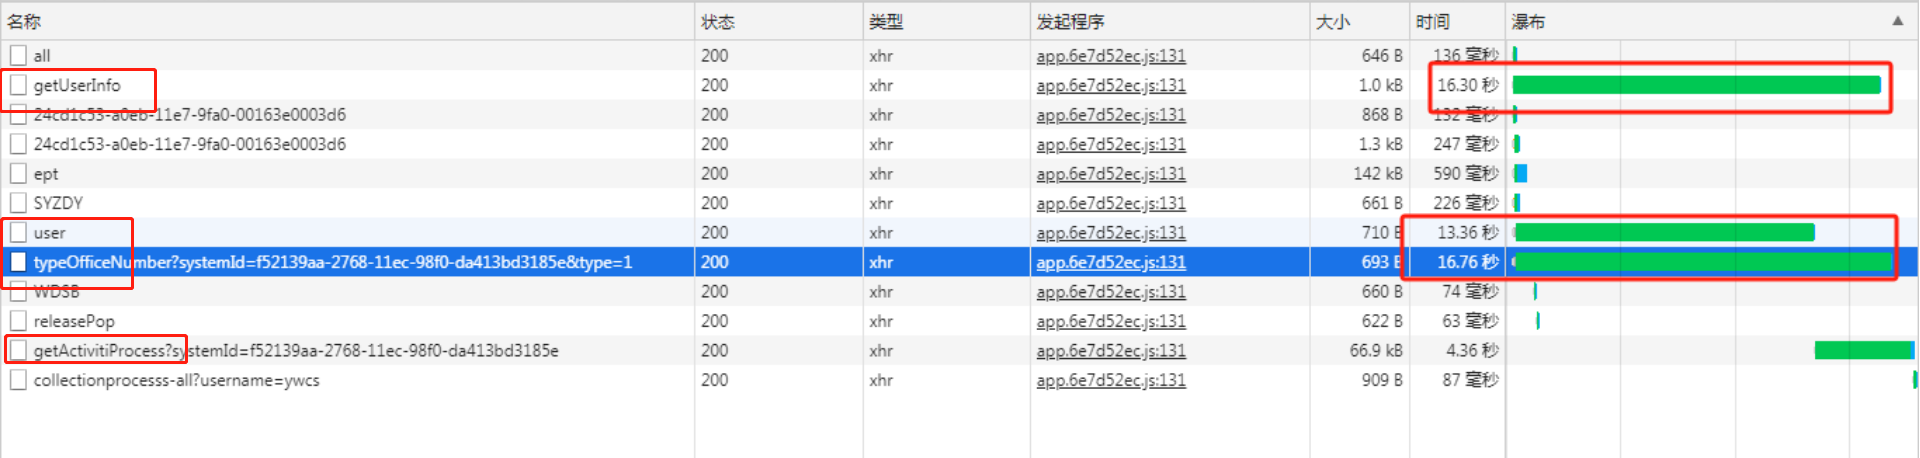 名称 状态 类型 发起程序 大小 时间 瀑布
all 200 xhr app.6e7d52ec.js:131 646 B 136 毫秒
getUserInfo 200 xhr app.6e7d52ec.js:131 1.0 kB 16.30 秒
24cd1c53-a0eb-11e7-9fa0-00163e0003d6 200 xhr app.6e7d52ec.js:131 868 B 132 毫秒
24cd1c53-a0eb-11e7-9fa0-00163e0003d6 200 xhr app.6e7d52ec.js:131 1.3 kB 247 毫秒
ept 200 xhr app.6e7d52ec.js:131 142 kB 590 毫秒
SYZDY 200 xhr app.6e7d52ec.js:131 661 B 226 毫秒
user 200 xhr app.6e7d52ec.js:131 710 B 13.36 秒
typeOfficeNumber?systemId=f52139aa-2768-11ec-98f0-da413bd3185e&type=1 200 xhr app.6e7d52ec.js:131 693 B 16.76 秒
WDSB 200 xhr app.6e7d52ec.js:131 660 B 74 毫秒
releasePop 200 xhr app.6e7d52ec.js:131 622 B 63 毫秒
getActivitiProcess?systemId=f52139aa-2768-11ec-98f0-da413bd3185e 200 xhr app.6e7d52ec.js:131 66.9 kB 4.36 秒
collectionprocesss-all?username=ywcs 200 xhr app.6e7d52ec.js:131 909 B 87 毫秒